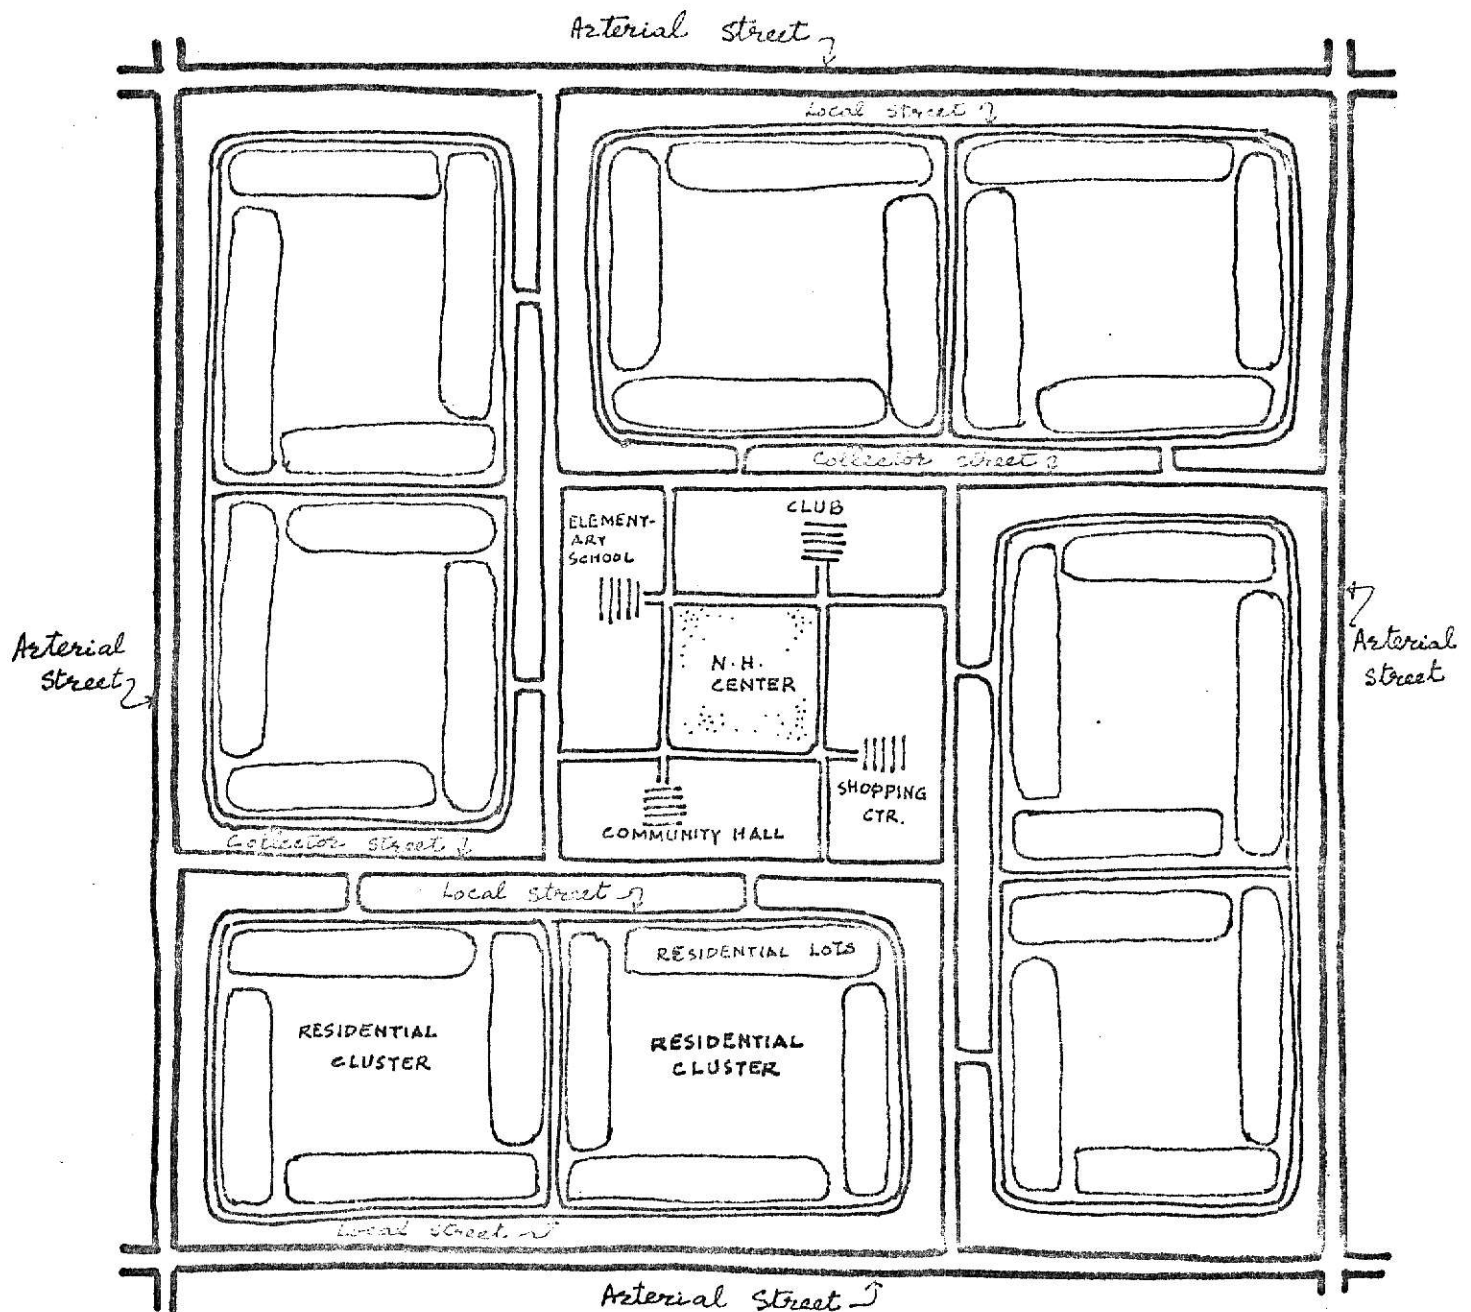 Arterial Street
Local Street
Collector Street
ELEMENT-
ARY
SCHOOL
CLUB
N.H.
CENTER
Arterial
Street
Arterial
Street
SHOPPING
CTR.
COMMUNITY HALL
Collector Street
Local Street
RESIDENTIAL LOTS
RESIDENTIAL
CLUSTER
RESIDENTIAL
CLUSTER
Local Street
Arterial Street